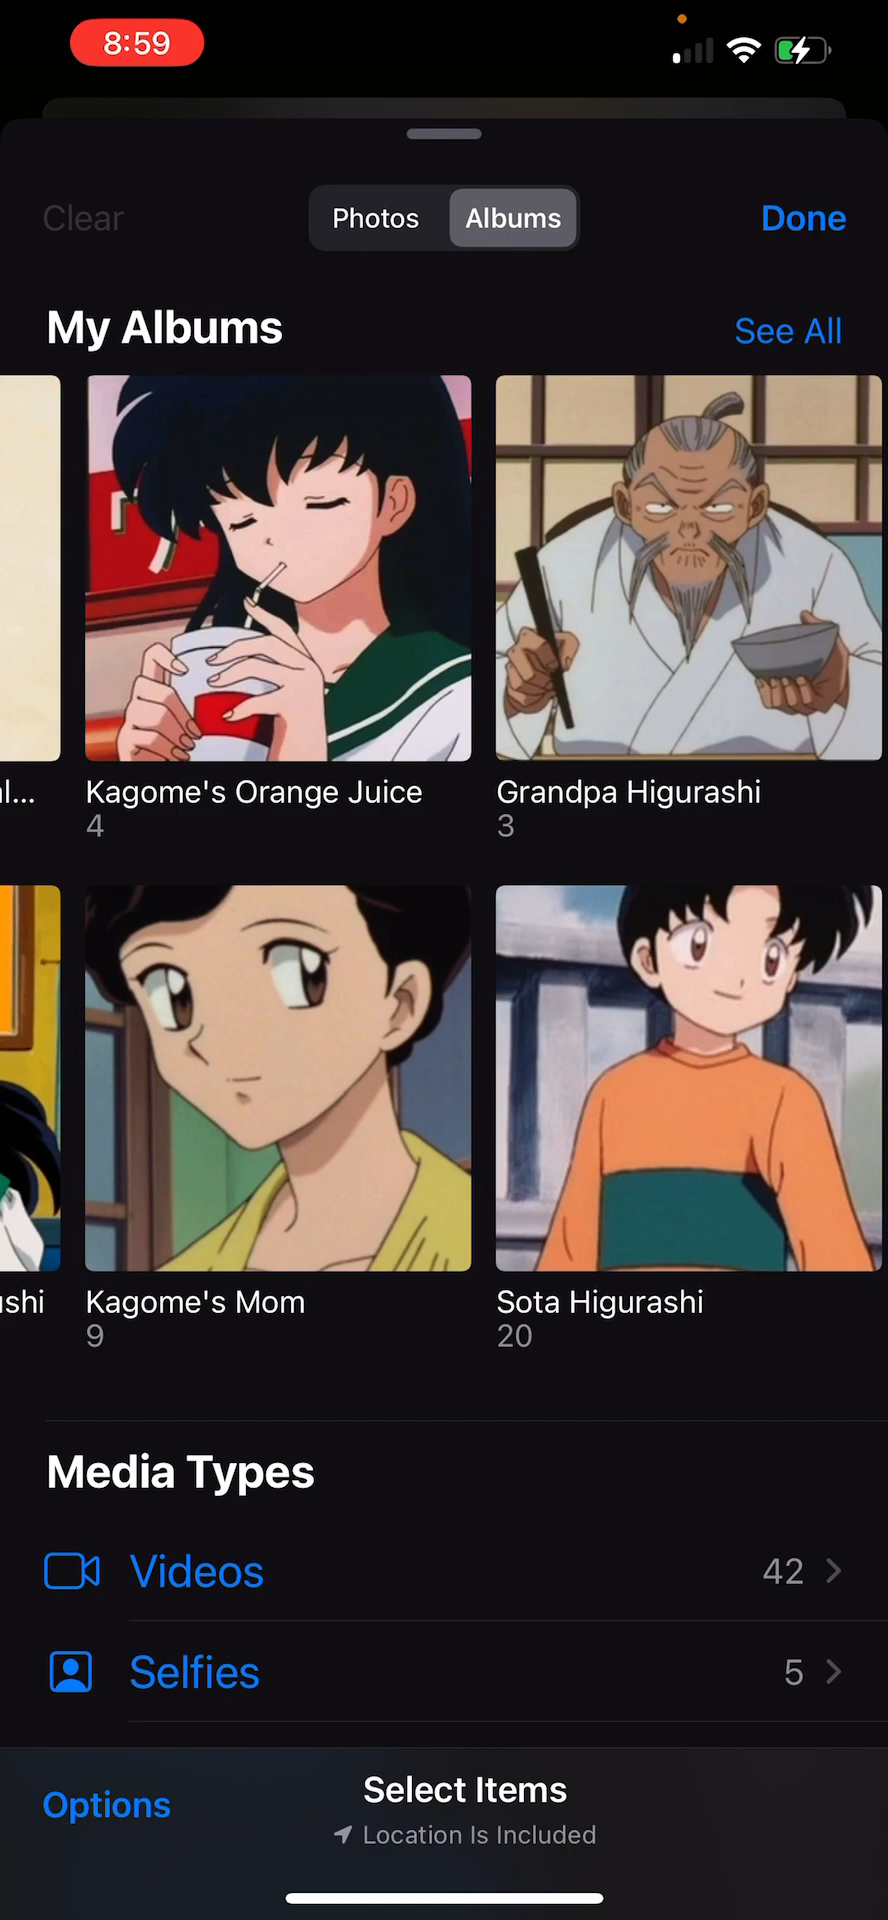 8:59
Clear
Photos
Albums
Done
My Albums
See All
Kagome's Orange Juice
4
Grandpa Higurashi
3
Kagome's Mom
9
Sota Higurashi
20
Media Types
Videos
42
Selfies
5
Options
Select Items
Location Is Included